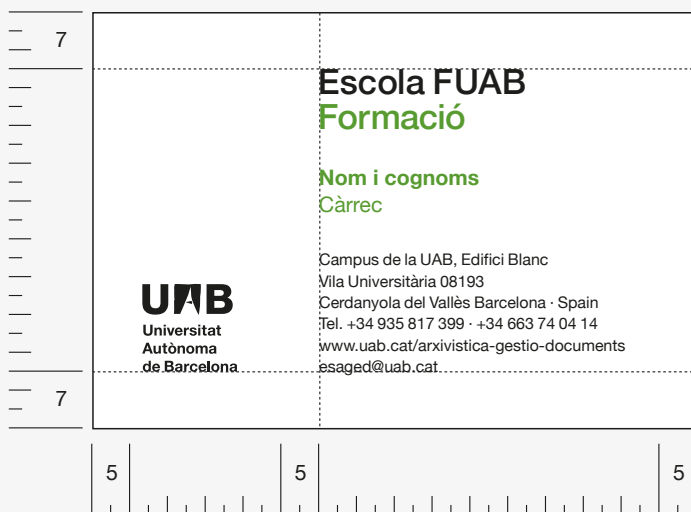 7
Escola FUAB
Formació
Nom i cognoms
Càrrec
Campus de la UAB, Edifici Blanc
Vila Universitària 08193
Cerdanyola del Vallès Barcelona · Spain
Tel. +34 935 817 399 · +34 663 74 04 14
www.uab.cat/arxivistica-gestio-documents
esaged@uab.cat
UAB
Universitat
Autònoma
de Barcelona
7
5
5
5